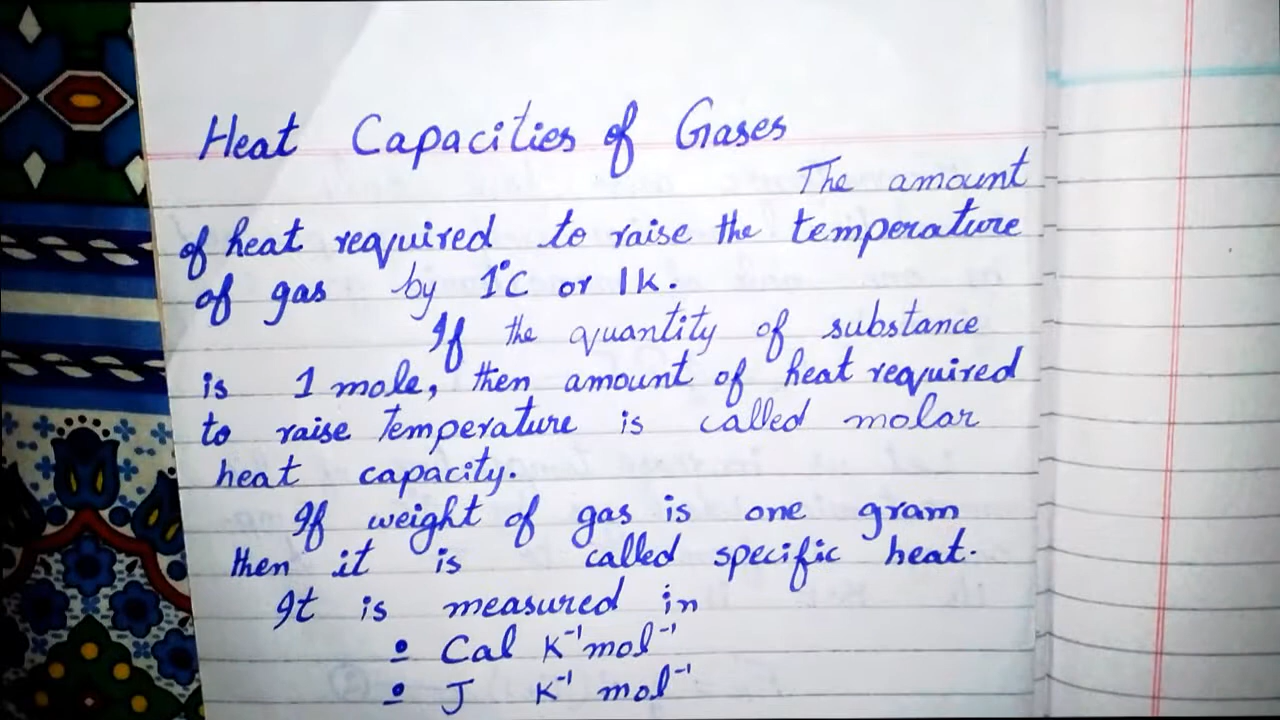 Heat Capacities of Gases
The amount
of heat required to raise the temperature
of gas by 1°C or 1K.
If the quantity of substance
is 1 mole, then amount of heat required
to raise temperature is called molar
heat capacity.
If weight of gas is one gram
then it is called specific heat.
It is measured in
• Cal K⁻¹ mol⁻¹
• J K⁻¹ mol⁻¹